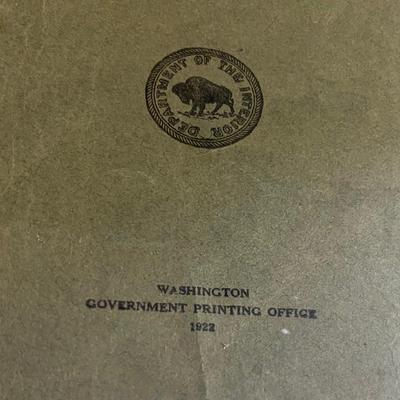 DEPARTMENT OF THE INTERIOR
WASHINGTON
GOVERNMENT PRINTING OFFICE
1922